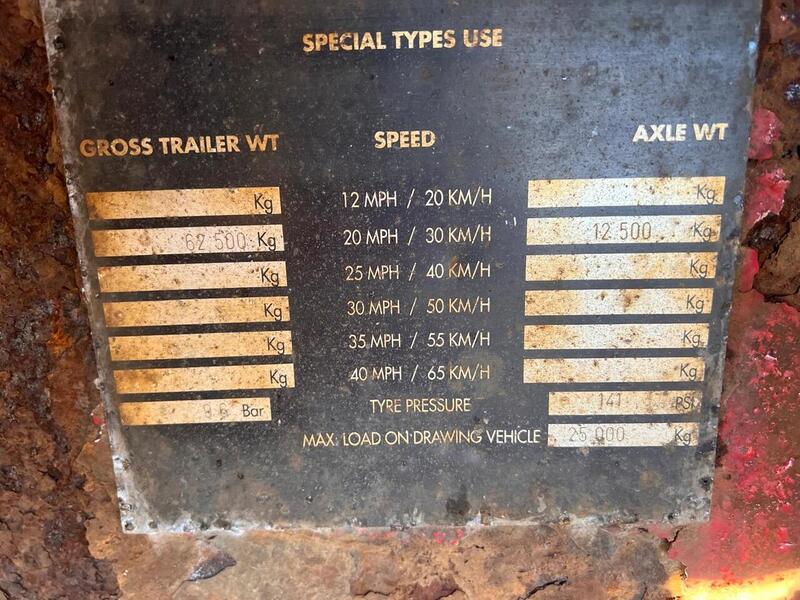 SPECIAL TYPES USE
GROSS TRAILER WT SPEED AXLE WT
Kg 12 MPH / 20 KM/H Kg
62 500 Kg 20 MPH / 30 KM/H 12 500 Kg
Kg 25 MPH / 40 KM/H Kg
Kg 30 MPH / 50 KM/H Kg
Kg 35 MPH / 55 KM/H Kg
Kg 40 MPH / 65 KM/H Kg
Bar TYRE PRESSURE 141 PSI
MAX. LOAD ON DRAWING VEHICLE 25 000 Kg